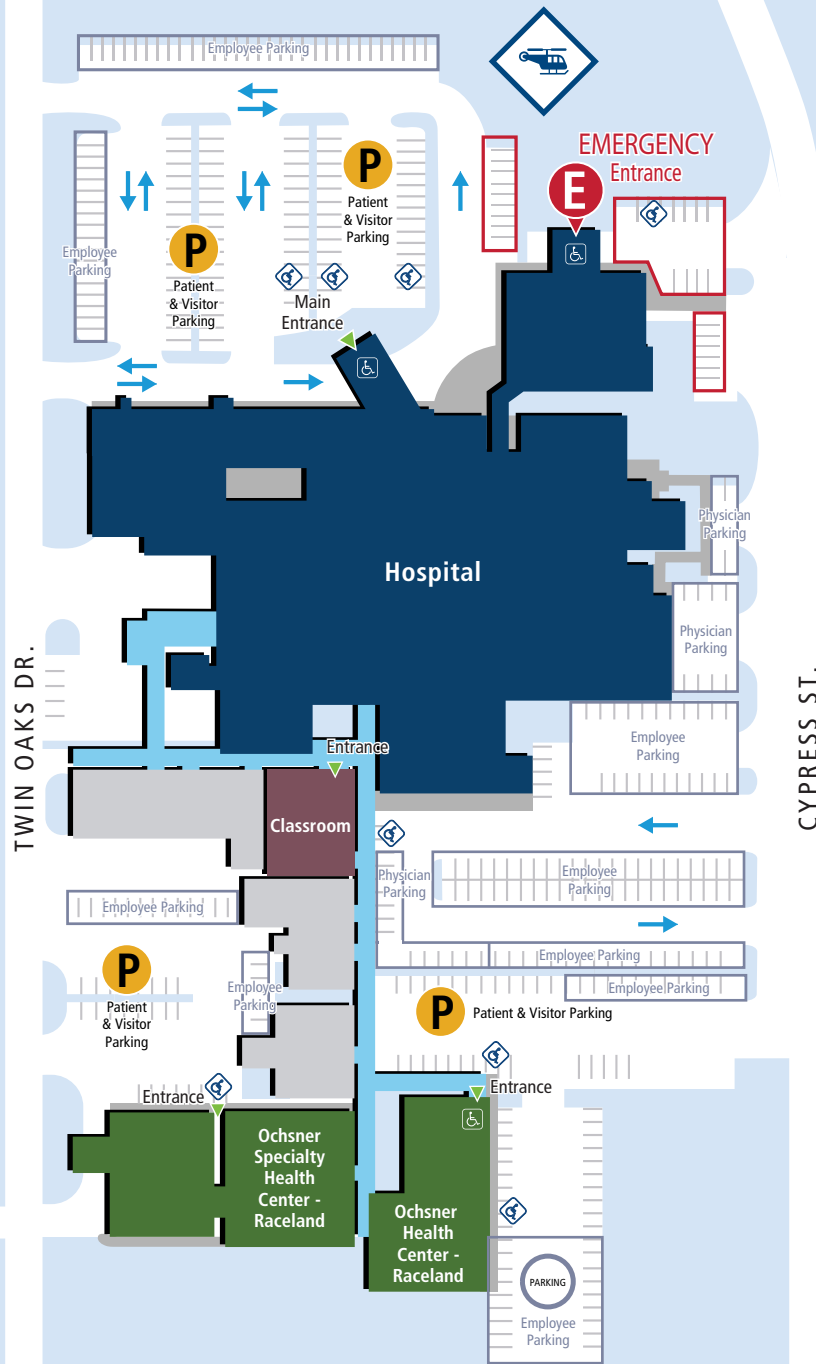 Employee Parking
EMERGENCY
Entrance
E
P
Patient
& Visitor
Parking
P
Patient
& Visitor
Parking
Employee
Parking
Main
Entrance
Physician
Parking
Hospital
Physician
Parking
TWIN OAKS DR.
CYPRESS ST.
Employee
Parking
Entrance
Classroom
Physician
Parking
Employee
Parking
Employee Parking
Employee Parking
P
Patient
& Visitor
Parking
Employee
Parking
Employee Parking
P
Patient & Visitor Parking
Entrance
Entrance
Ochsner
Specialty
Health
Center -
Raceland
Ochsner
Health
Center -
Raceland
PARKING
Employee
Parking